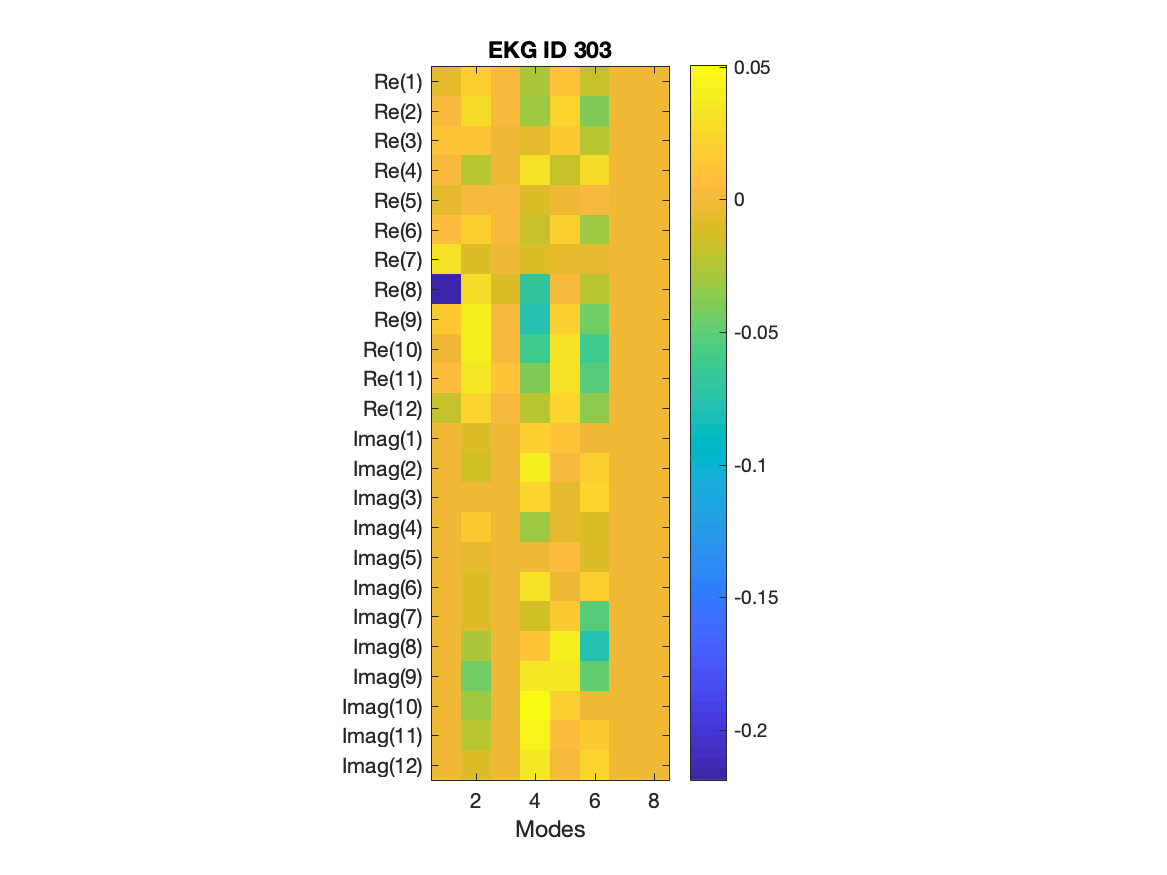 EKG ID 303
Re(1)
Re(2)
Re(3)
Re(4)
Re(5)
Re(6)
Re(7)
Re(8)
Re(9)
Re(10)
Re(11)
Re(12)
Imag(1)
Imag(2)
Imag(3)
Imag(4)
Imag(5)
Imag(6)
Imag(7)
Imag(8)
Imag(9)
Imag(10)
Imag(11)
Imag(12)
2 4 6 8
Modes
0.05
0
-0.05
-0.1
-0.15
-0.2